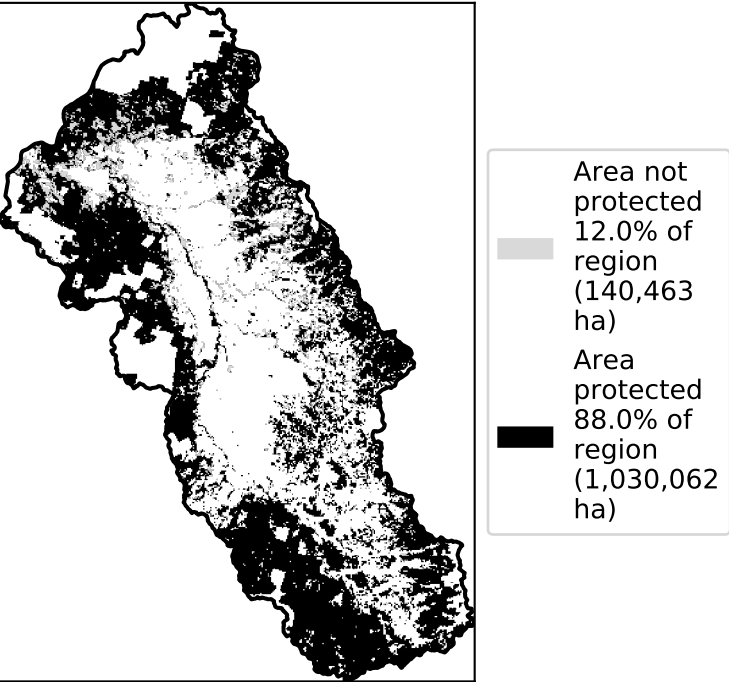 Area not
protected
12.0% of
region
(140,463
ha)
Area
protected
88.0% of
region
(1,030,062
ha)